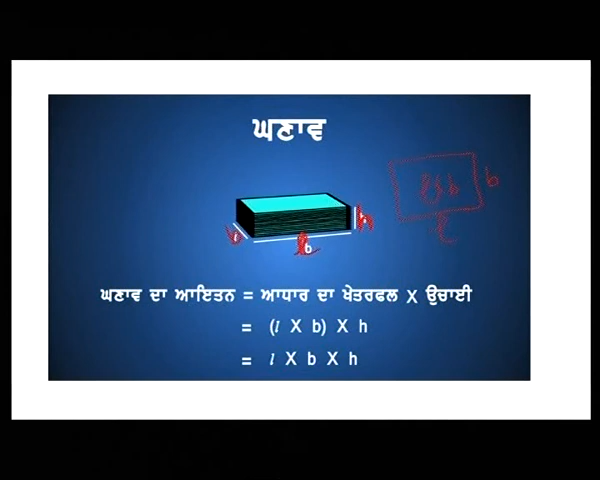 ਘਣਾਵ
l x b b
l
b l h
b h
ਘਣਾਵ ਦਾ ਆਇਤਨ = ਆਧਾਰ ਦਾ ਖੇਤਰਫਲ X ਉਚਾਈ
= (l X b) X h
= l X b X h